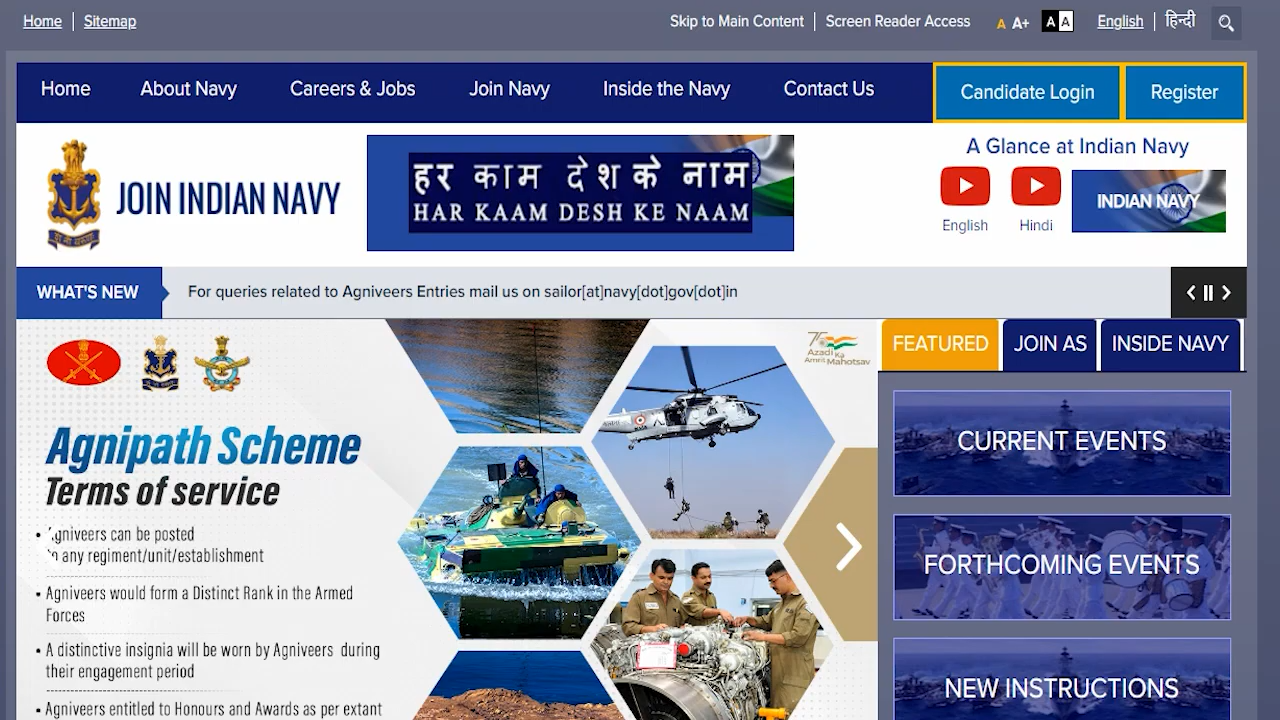 Home
Sitemap
Skip to Main Content
Screen Reader Access
A A+ A A
English
हिन्दी
Home
About Navy
Careers & Jobs
Join Navy
Inside the Navy
Contact Us
Candidate Login
Register
JOIN INDIAN NAVY
हर काम देश के नाम
HAR KAAM DESH KE NAAM
A Glance at Indian Navy
English
Hindi
INDIAN NAVY
WHAT'S NEW
For queries related to Agniveers Entries mail us on sailor[at]navy[dot]gov[dot]in
Azadi Ka
Amrit Mahotsav
FEATURED
JOIN AS
INSIDE NAVY
Agnipath Scheme
Terms of service
• Agniveers can be posted
in any regiment/unit/establishment
• Agniveers would form a Distinct Rank in the Armed
Forces
• A distinctive insignia will be worn by Agniveers during
their engagement period
• Agniveers entitled to Honours and Awards as per extant
CURRENT EVENTS
FORTHCOMING EVENTS
NEW INSTRUCTIONS